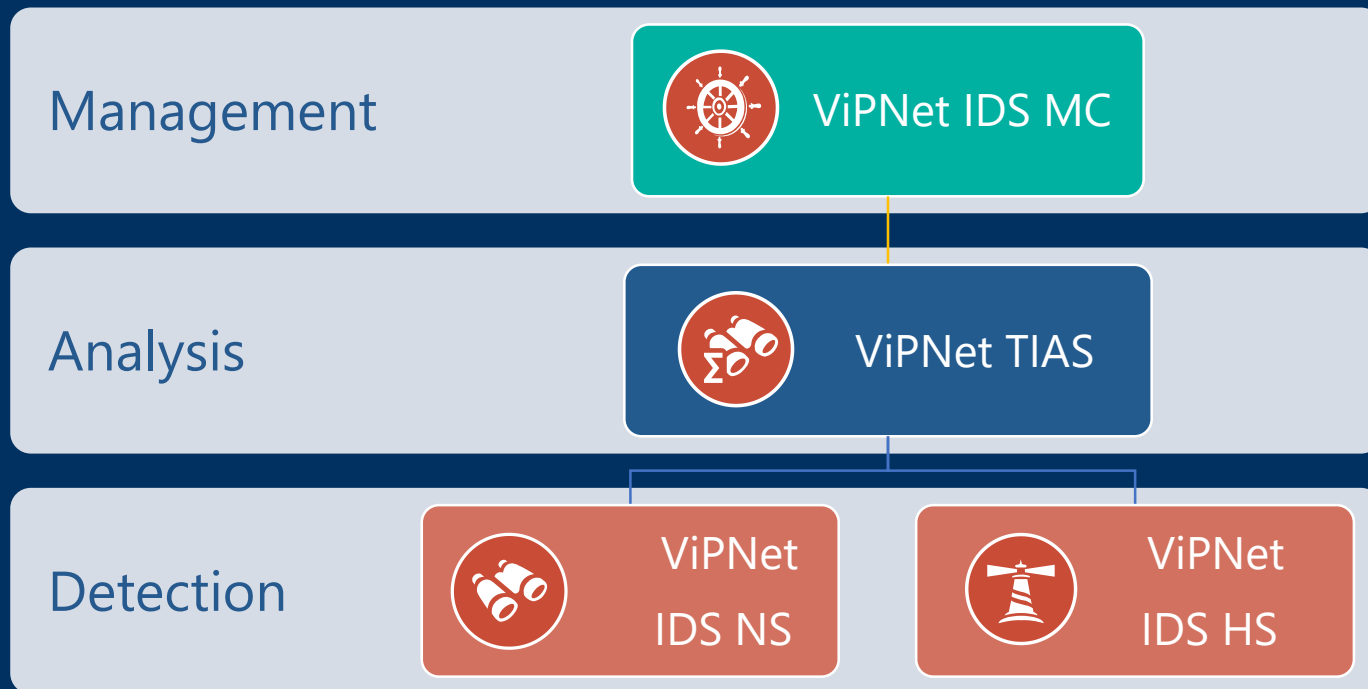 Management
ViPNet IDS MC
Analysis
Σ
ViPNet TIAS
Detection
ViPNet
IDS NS
ViPNet
IDS HS